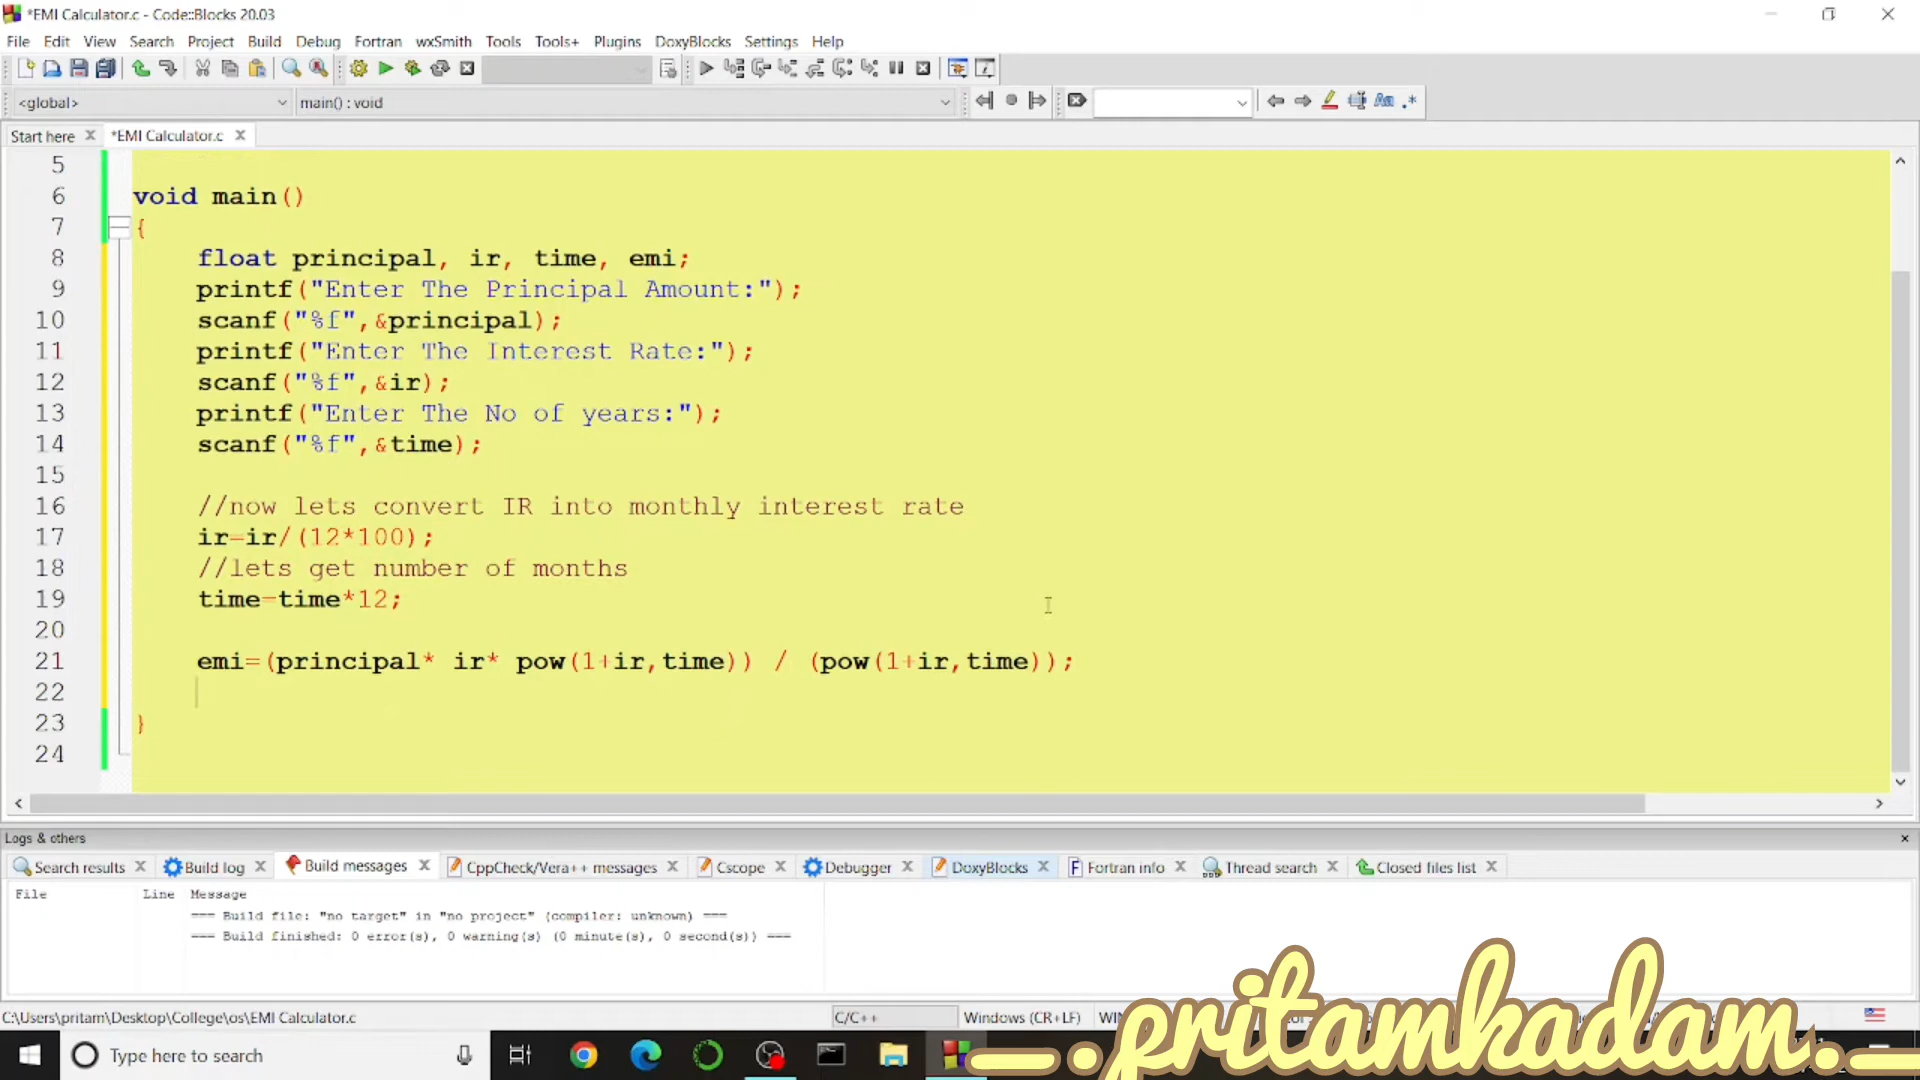 *EMI Calculator.c - Code::Blocks 20.03
File Edit View Search Project Build Debug Fortran wxSmith Tools Tools+ Plugins DoxyBlocks Settings Help
<global> main() : void
Start here *EMI Calculator.c
5
6 void main()
7 {
8 float principal, ir, time, emi;
9 printf("Enter The Principal Amount:");
10 scanf("%f",&principal);
11 printf("Enter The Interest Rate:");
12 scanf("%f",&ir);
13 printf("Enter The No of years:");
14 scanf("%f",&time);
15
16 //now lets convert IR into monthly interest rate
17 ir=ir/(12*100);
18 //lets get number of months
19 time=time*12;
20
21 emi=(principal* ir* pow(1+ir,time)) / (pow(1+ir,time));
22
23 }
24
Logs & others
Search results Build log Build messages CppCheck/Vera++ messages Cscope Debugger DoxyBlocks Fortran info Thread search Closed files list
File Line Message
=== Build file: "no target" in "no project" (compiler: unknown) ===
=== Build finished: 0 error(s), 0 warning(s) (0 minute(s), 0 second(s)) ===
C:\Users\pritam\Desktop\College\os\EMI Calculator.c C/C++ Windows (CR+LF)
Type here to search
_.pritamkadam._